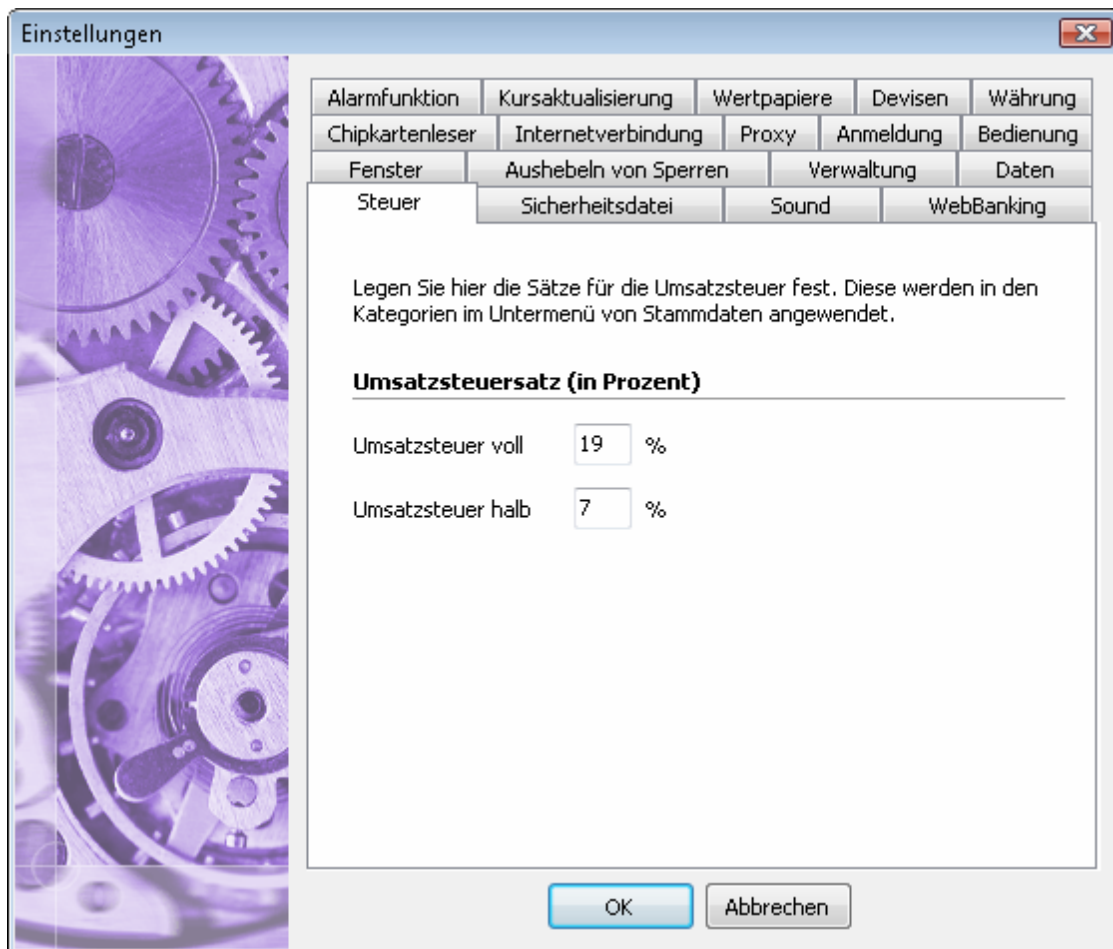 Einstellungen
Alarmfunktion Kursaktualisierung Wertpapiere Devisen Währung
Chipkartenleser Internetverbindung Proxy Anmeldung Bedienung
Fenster Aushebeln von Sperren Verwaltung Daten
Steuer Sicherheitsdatei Sound WebBanking
Legen Sie hier die Sätze für die Umsatzsteuer fest. Diese werden in den
Kategorien im Untermenü von Stammdaten angewendet.
Umsatzsteuersatz (in Prozent)
Umsatzsteuer voll 19 %
Umsatzsteuer halb 7 %
OK Abbrechen